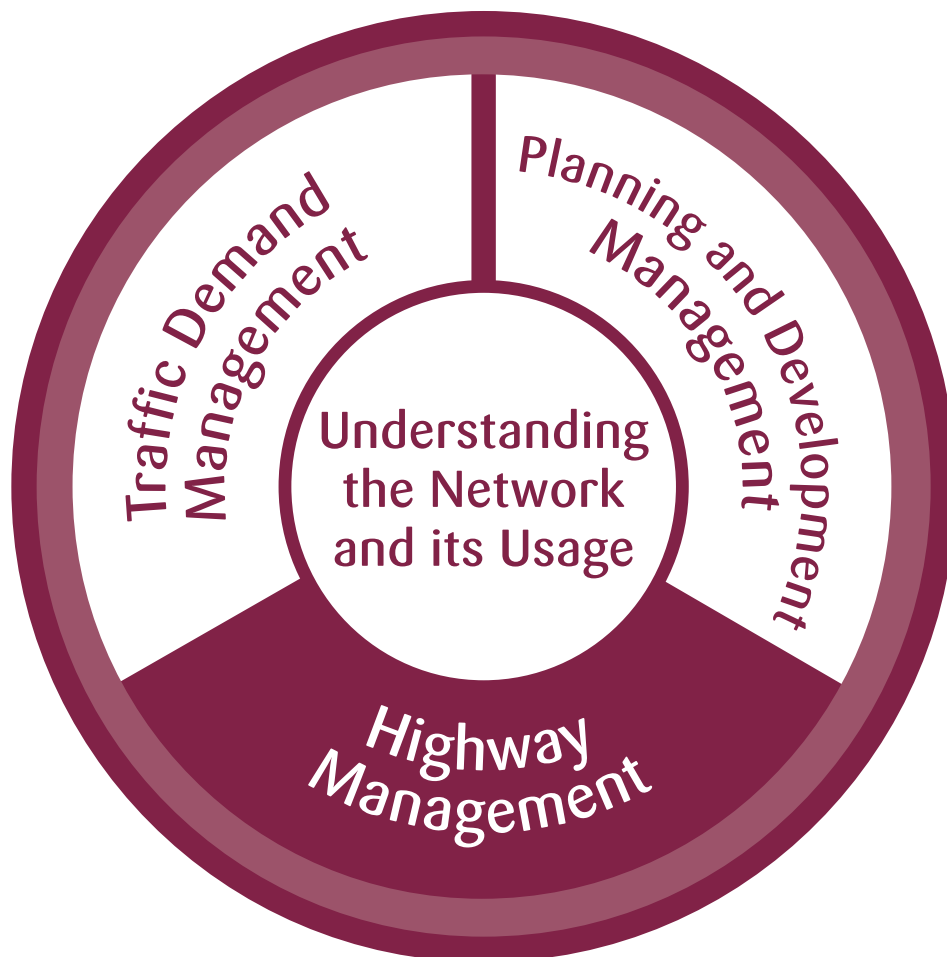 Traffic Demand
Management
Planning and Development
Management
Understanding
the Network
and its Usage
Highway
Management